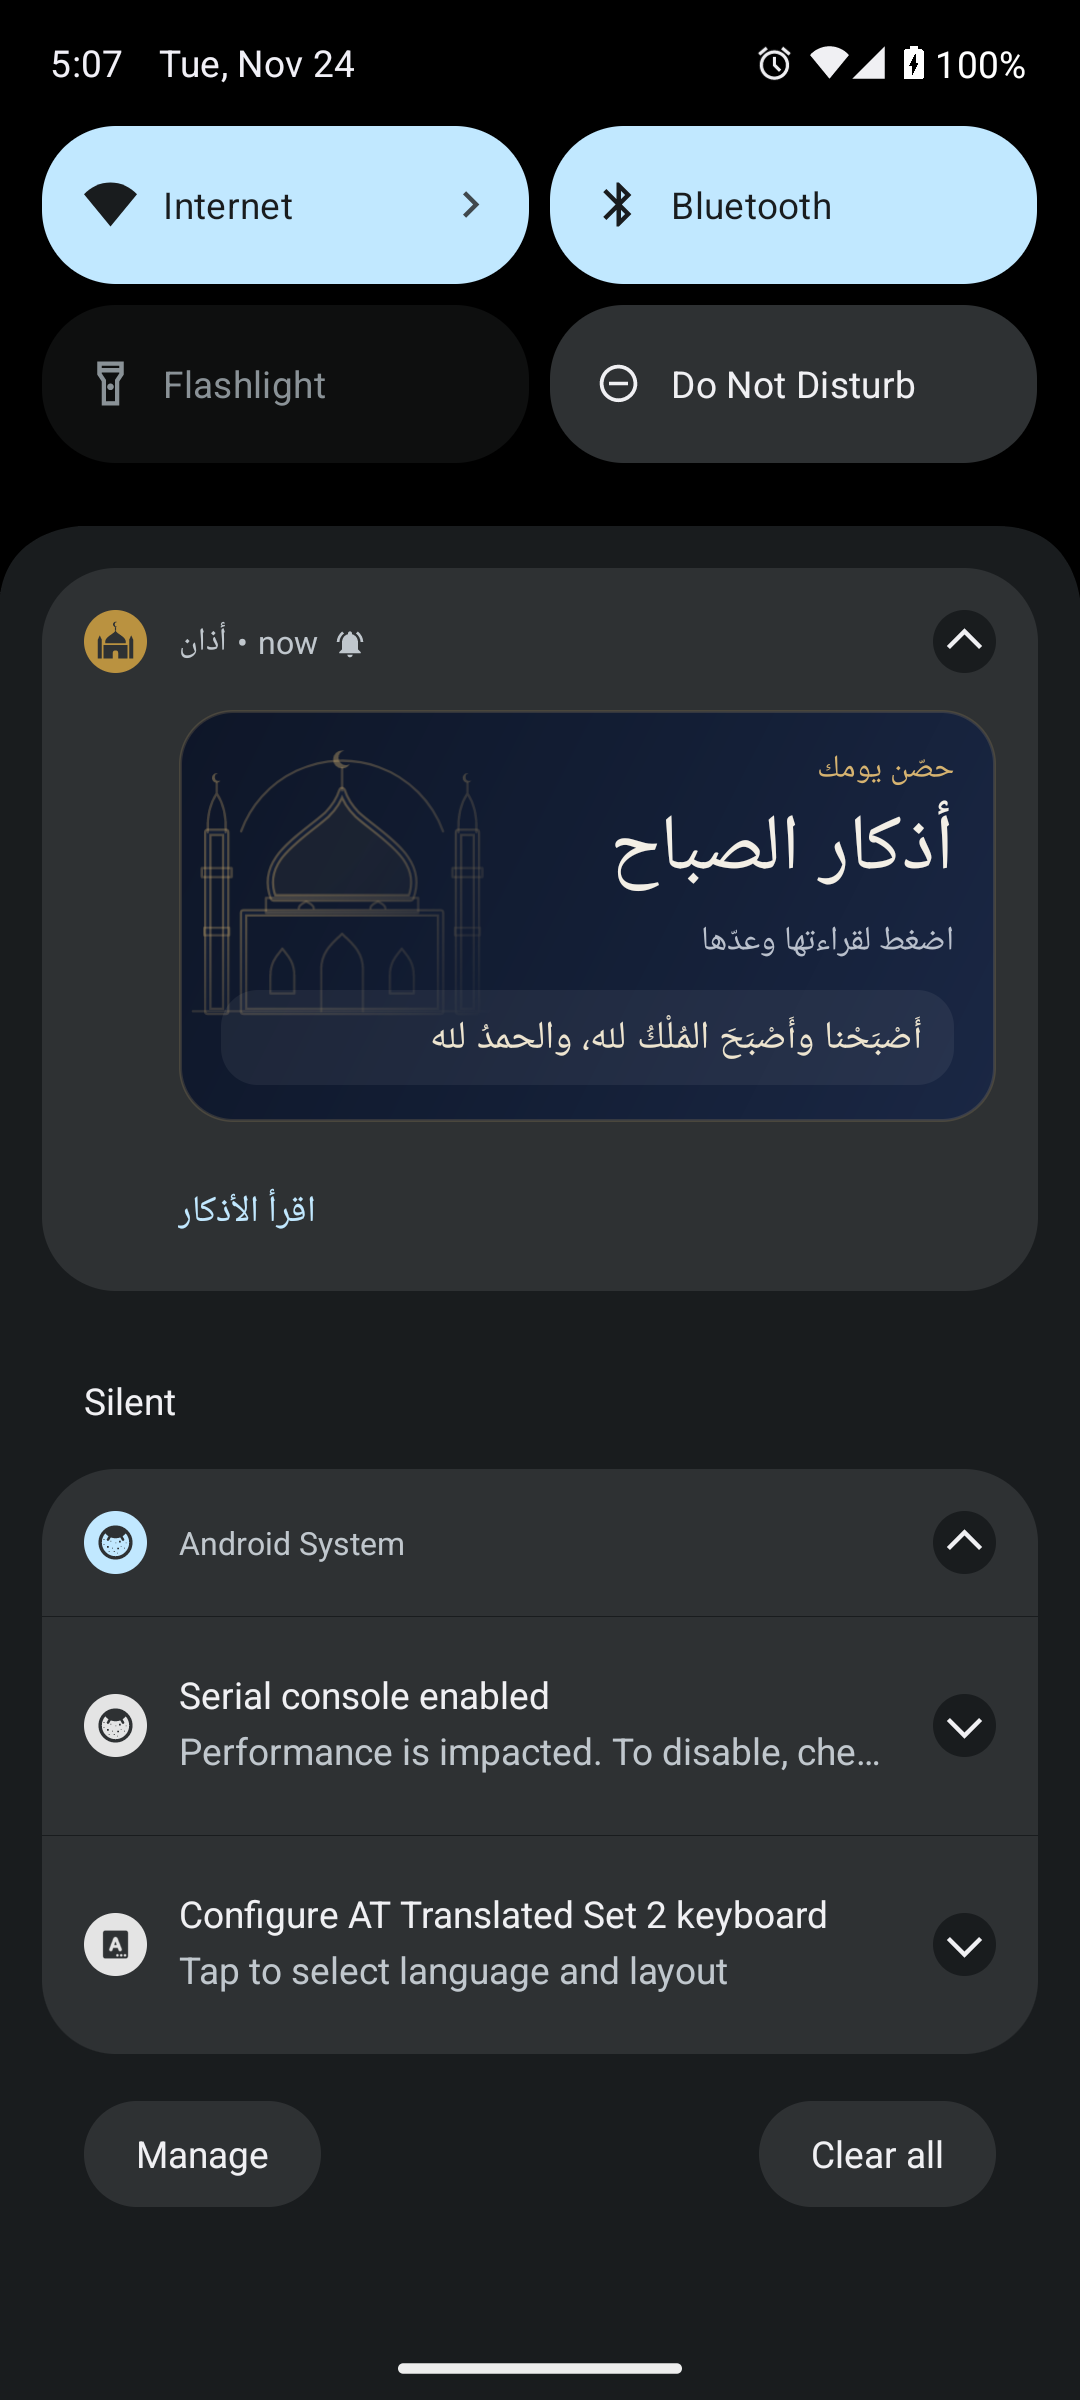 5:07 Tue, Nov 24 100%
Internet
Bluetooth
Flashlight
Do Not Disturb
أذان • now
حصّن يومك
أذكار الصباح
اضغط لقراءتها وعدّها
أَصْبَحْنا وأَصْبَحَ المُلْكُ لله، والحمدُ لله
اقرأ الأذكار
Silent
Android System
Serial console enabled
Performance is impacted. To disable, che…
Configure AT Translated Set 2 keyboard
Tap to select language and layout
Manage
Clear all